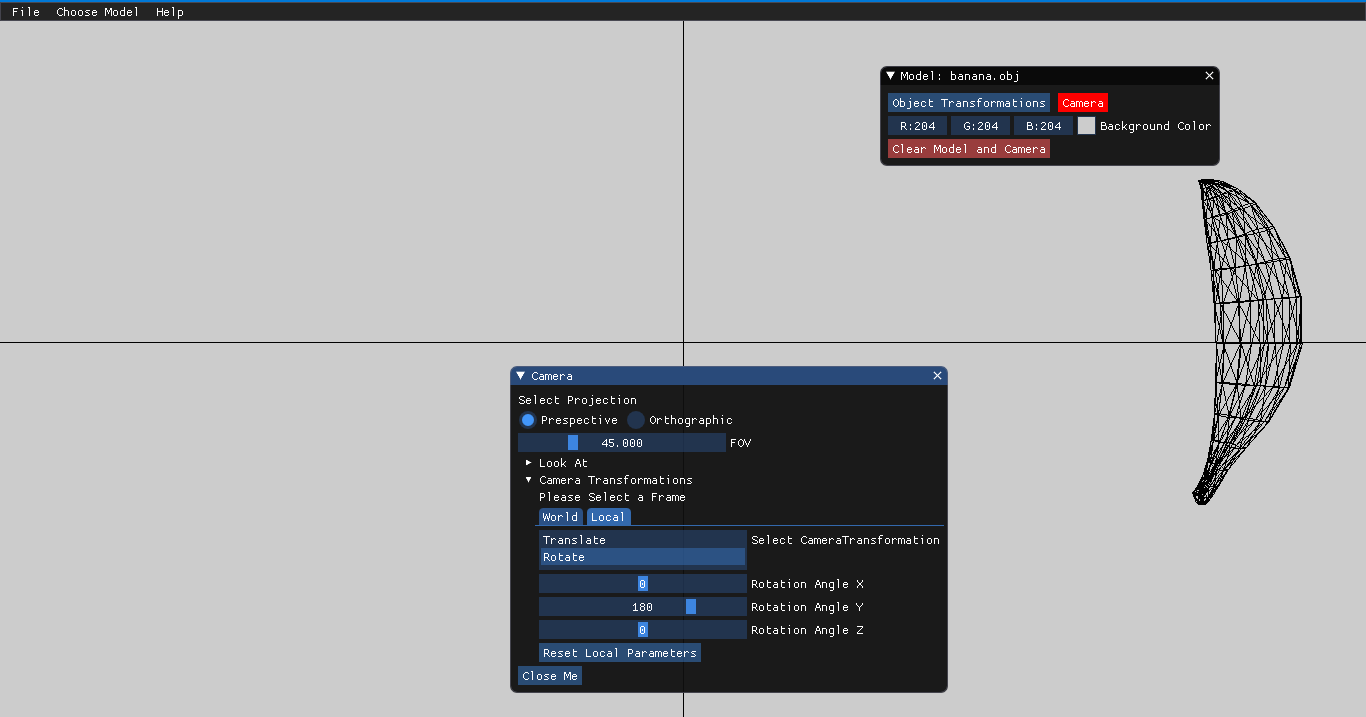 File Choose Model Help
Model: banana.obj
Object Transformations Camera
R:204 G:204 B:204 Background Color
Clear Model and Camera
Camera
Select Projection
Prespective Orthographic
45.000 FOV
Look At
Camera Transformations
Please Select a Frame
World Local
Translate Select CameraTransformation
Rotate
0 Rotation Angle X
180 Rotation Angle Y
0 Rotation Angle Z
Reset Local Parameters
Close Me